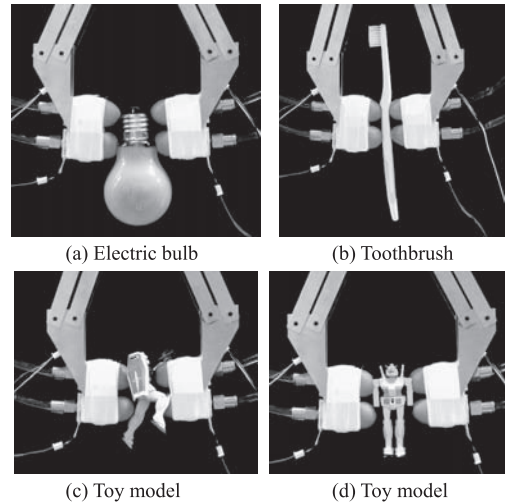 (a) Electric bulb
(b) Toothbrush
(c) Toy model
(d) Toy model